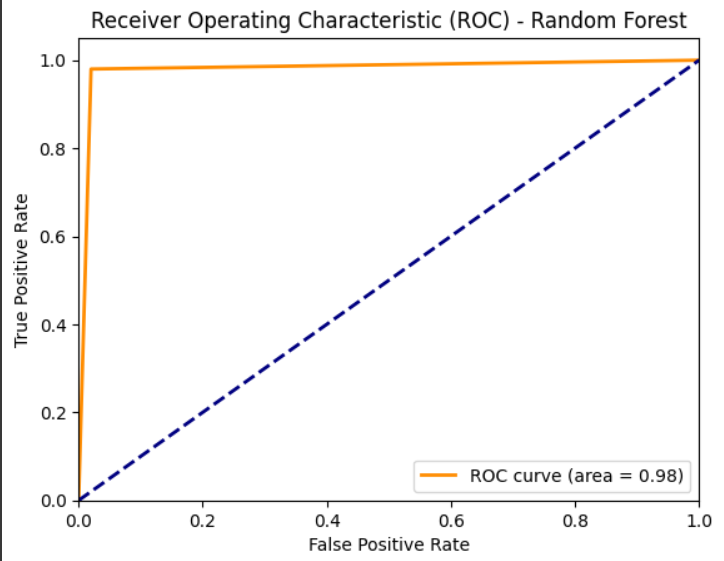 Receiver Operating Characteristic (ROC) - Random Forest
True Positive Rate
1.0
0.8
0.6
0.4
0.2
0.0
ROC curve (area = 0.98)
0.0 0.2 0.4 0.6 0.8 1.0
False Positive Rate